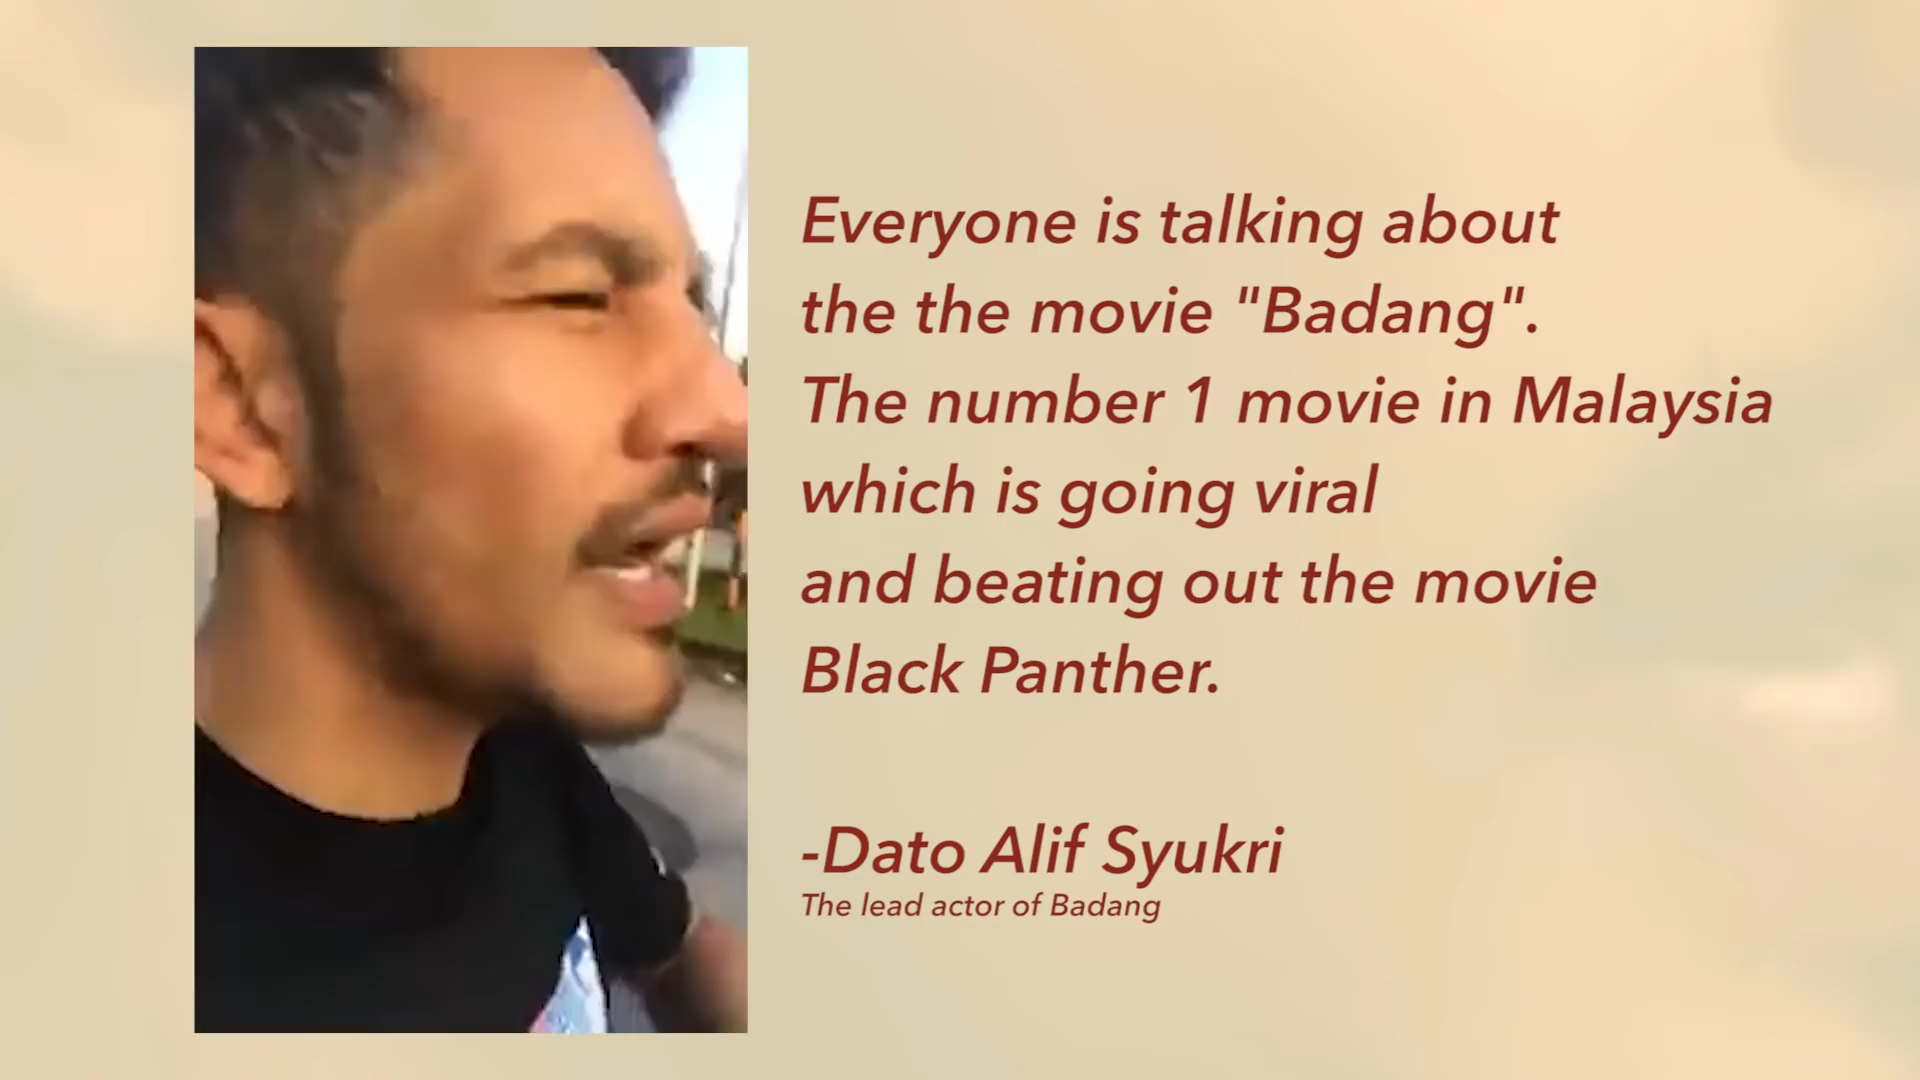 Everyone is talking about
the the movie "Badang".
The number 1 movie in Malaysia
which is going viral
and beating out the movie
Black Panther.
-Dato Alif Syukri
The lead actor of Badang